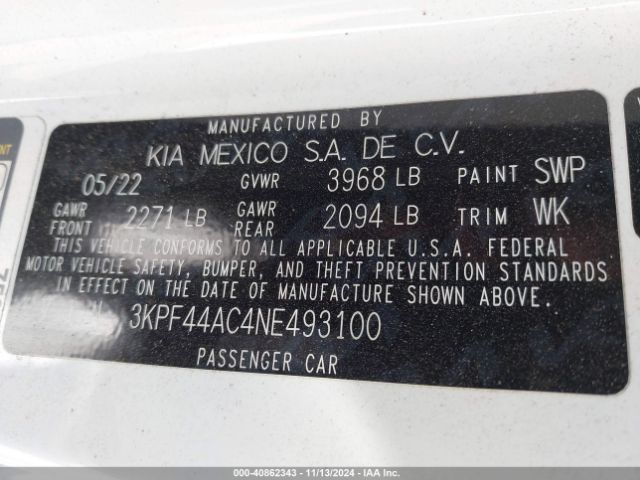 MANUFACTURED BY
KIA MEXICO S.A. DE C.V.
05/22 GVWR 3968 LB PAINT SWP
GAWR FRONT 2271 LB GAWR REAR 2094 LB TRIM WK
THIS VEHICLE CONFORMS TO ALL APPLICABLE U.S.A. FEDERAL
MOTOR VEHICLE SAFETY, BUMPER, AND THEFT PREVENTION STANDARDS
IN EFFECT ON THE DATE OF MANUFACTURE SHOWN ABOVE.
3KPF44AC4NE493100
PASSENGER CAR
000-40862343 - 11/13/2024 - IAA Inc.